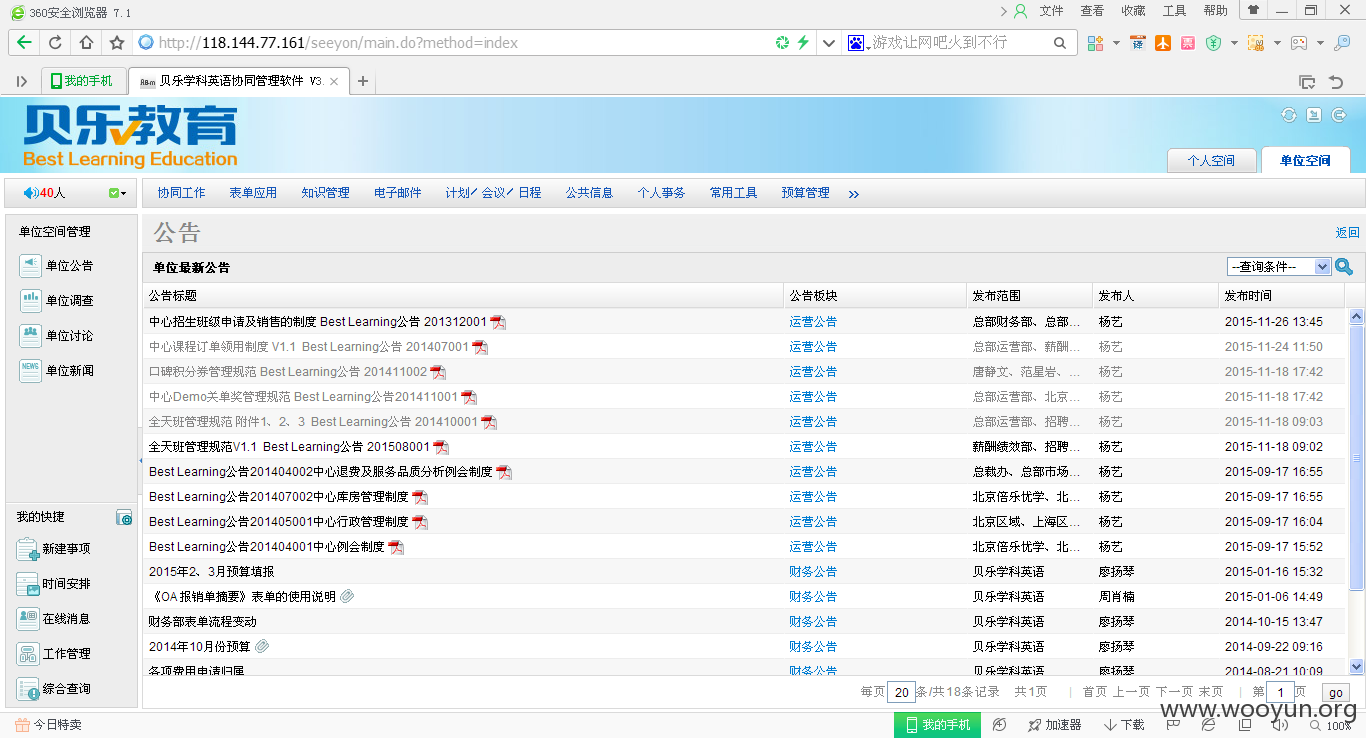 360安全浏览器 7.1 文件 查看 收藏 工具 帮助
http://118.144.77.161/seeyon/main.do?method=index 游戏让网吧火到不行
我的手机 贝乐学科英语协同管理软件 V3.
贝乐教育
Best Learning Education
个人空间 单位空间
40人 协同工作 表单应用 知识管理 电子邮件 计划/会议/日程 公共信息 个人事务 常用工具 预算管理 »
单位空间管理
单位公告
单位调查
单位讨论
NEWS 单位新闻
我的快捷
新建事项
时间安排
在线消息
工作管理
综合查询
公告 返回
单位最新公告 --查询条件--
公告标题 公告板块 发布范围 发布人 发布时间
中心招生班级申请及销售的制度 Best Learning公告 201312001 运营公告 总部财务部、总部... 杨艺 2015-11-26 13:45
中心课程订单领用制度 V1.1 Best Learning公告 201407001 运营公告 总部运营部、薪酬... 杨艺 2015-11-24 11:50
口碑积分券管理规范 Best Learning公告 201411002 运营公告 唐静文、范星岩、... 杨艺 2015-11-18 17:42
中心Demo关单奖管理规范 Best Learning公告201411001 运营公告 总部运营部、北京... 杨艺 2015-11-18 17:42
全天班管理规范 附件1、2、3 Best Learning公告 201410001 运营公告 总部运营部、招聘... 杨艺 2015-11-18 09:03
全天班管理规范V1.1 Best Learning公告 201508001 运营公告 薪酬绩效部、招聘... 杨艺 2015-11-18 09:02
Best Learning公告201404002中心退费及服务品质分析例会制度 运营公告 总裁办、总部市场... 杨艺 2015-09-17 16:55
Best Learning公告201407002中心库房管理制度 运营公告 北京倍乐优学、北... 杨艺 2015-09-17 16:55
Best Learning公告201405001中心行政管理制度 运营公告 北京区域、上海区... 杨艺 2015-09-17 16:04
Best Learning公告201404001中心例会制度 运营公告 北京倍乐优学、北... 杨艺 2015-09-17 15:52
2015年2、3月预算填报 财务公告 贝乐学科英语 廖扬琴 2015-01-16 15:32
《OA报销单摘要》表单的使用说明 财务公告 贝乐学科英语 周肖楠 2015-01-06 14:49
财务部表单流程变动 财务公告 贝乐学科英语 廖扬琴 2014-10-15 13:47
2014年10月份预算 财务公告 贝乐学科英语 廖扬琴 2014-09-22 09:16
各项费用申请归属 财务公告 贝乐学科英语 廖扬琴 2014-08-21 10:09
每页 20 条/共18条记录 共1页 | 首页 上一页 下一页 末页 | 第 1 页 go
www.wooyun.org
今日特卖 我的手机 加速器 下载 100%